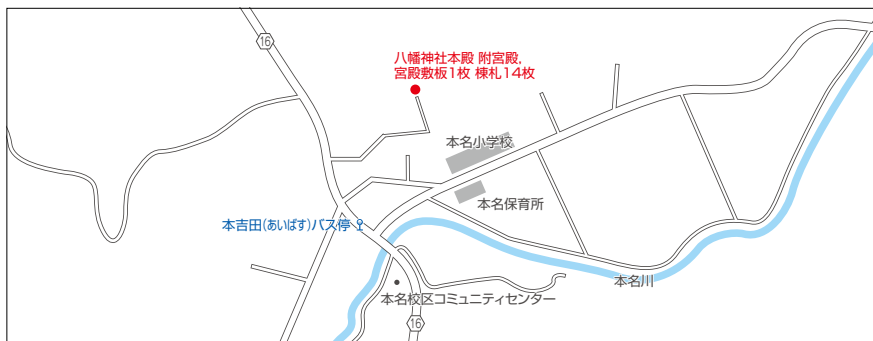 16
八幡神社本殿 附宮殿,
宮殿敷板1枚 棟札14枚
本名小学校
本名保育所
本吉田(あいばす)バス停
本名川
本名校区コミュニティセンター
16